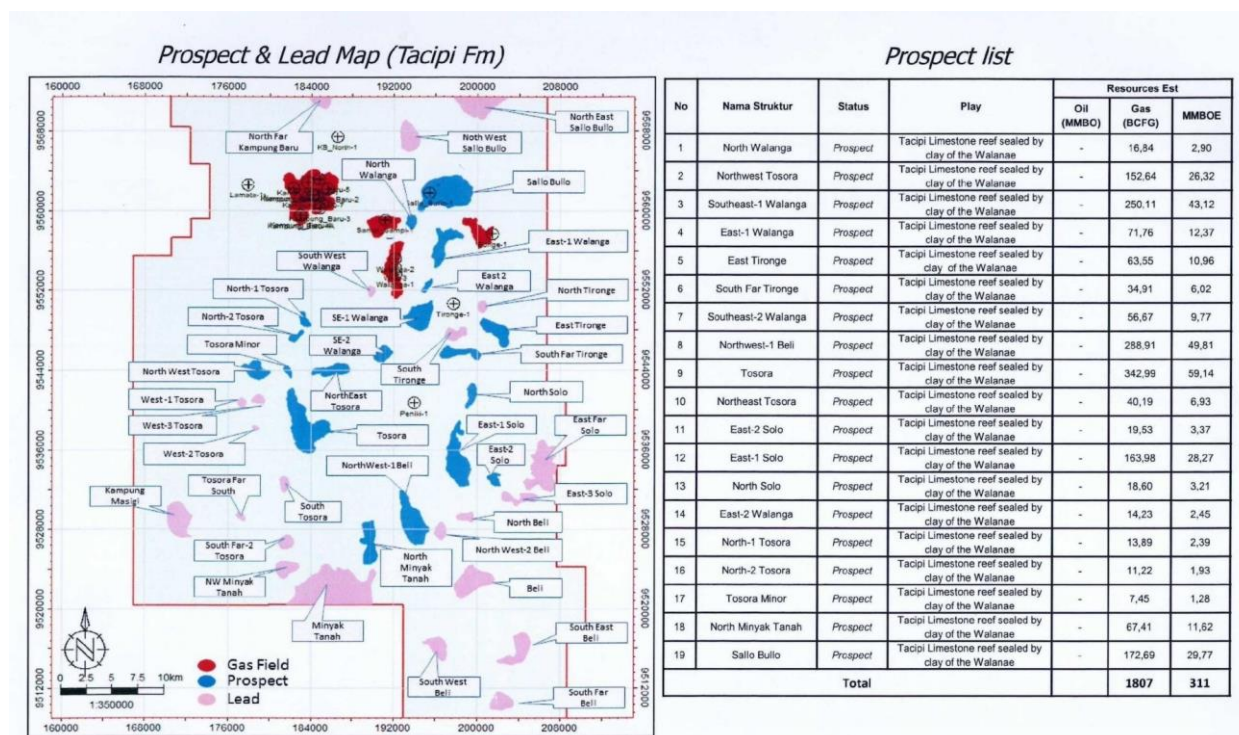 Prospect & Lead Map (Tacipi Fm)
160000 168000 176000 184000 192000 200000 208000
9568000
9560000
9552000
9544000
9536000
9528000
9520000
9512000
North Far
Kampung Baru
KB_North-1
North East
Sallo Bullo
Noth West
Sallo Bullo
North
Walanga
Sallo Bullo
East-1 Walanga
South West
Walanga
Walanga-1
East 2
Walanga
North Tironge
North-1 Tosora
North-2 Tosora
SE-1 Walanga
Tironge-1
East Tironge
Tosora Minor
SE-2
Walanga
South Far Tironge
North West Tosora
South
Tironge
NorthEast
Tosora
West-1 Tosora
North Solo
West-3 Tosora
Tosora
East-1 Solo
East Far
Solo
West-2 Tosora
East-2
Solo
NorthWest-1 Beli
Tosora Far
South
Kampung
Masigi
South
Tosora
East-3 Solo
North Beli
South Far-2
Tosora
North West-2 Beli
North
Minyak
Tanah
NW Minyak
Tanah
Beli
Minyak
Tanah
South East
Beli
South West
Beli
South Far
Beli
N
Gas Field
Prospect
Lead
0 2.5 5 7.5 10km
1:350000
9568000
9560000
9552000
9544000
9536000
9528000
9520000
9512000
160000 168000 176000 184000 192000 200000 208000
Prospect list
No Nama Struktur Status Play Resources Est
Oil (MMBO) Gas (BCFG) MMBOE
1 North Walanga Prospect Tacipi Limestone reef sealed by clay of the Walanae - 16,84 2,90
2 Northwest Tosora Prospect Tacipi Limestone reef sealed by clay of the Walanae - 152,64 26,32
3 Southeast-1 Walanga Prospect Tacipi Limestone reef sealed by clay of the Walanae - 250,11 43,12
4 East-1 Walanga Prospect Tacipi Limestone reef sealed by clay of the Walanae - 71,76 12,37
5 East Tironge Prospect Tacipi Limestone reef sealed by clay of the Walanae - 63,55 10,96
6 South Far Tironge Prospect Tacipi Limestone reef sealed by clay of the Walanae - 34,91 6,02
7 Southeast-2 Walanga Prospect Tacipi Limestone reef sealed by clay of the Walanae - 56,67 9,77
8 Northwest-1 Beli Prospect Tacipi Limestone reef sealed by clay of the Walanae - 288,91 49,81
9 Tosora Prospect Tacipi Limestone reef sealed by clay of the Walanae - 342,99 59,14
10 Northeast Tosora Prospect Tacipi Limestone reef sealed by clay of the Walanae - 40,19 6,93
11 East-2 Solo Prospect Tacipi Limestone reef sealed by clay of the Walanae - 19,53 3,37
12 East-1 Solo Prospect Tacipi Limestone reef sealed by clay of the Walanae - 163,98 28,27
13 North Solo Prospect Tacipi Limestone reef sealed by clay of the Walanae - 18,60 3,21
14 East-2 Walanga Prospect Tacipi Limestone reef sealed by clay of the Walanae - 14,23 2,45
15 North-1 Tosora Prospect Tacipi Limestone reef sealed by clay of the Walanae - 13,89 2,39
16 North-2 Tosora Prospect Tacipi Limestone reef sealed by clay of the Walanae - 11,22 1,93
17 Tosora Minor Prospect Tacipi Limestone reef sealed by clay of the Walanae - 7,45 1,28
18 North Minyak Tanah Prospect Tacipi Limestone reef sealed by clay of the Walanae - 67,41 11,62
19 Sallo Bullo Prospect Tacipi Limestone reef sealed by clay of the Walanae - 172,69 29,77
Total 1807 311